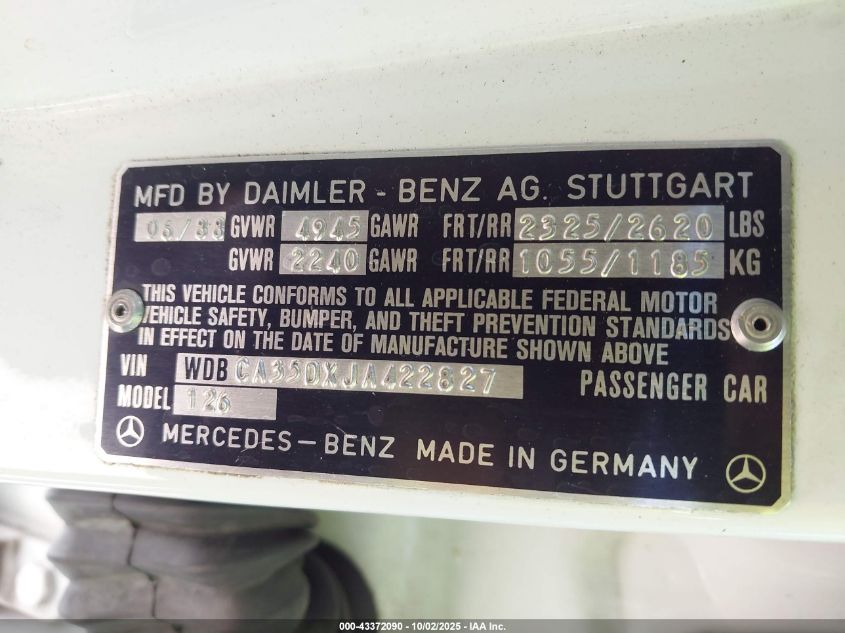 MFD BY DAIMLER - BENZ AG. STUTTGART
06/88 GVWR 4945 GAWR FRT/RR 2325/2620 LBS
GVWR 2240 GAWR FRT/RR 1055/1185 KG
THIS VEHICLE CONFORMS TO ALL APPLICABLE FEDERAL MOTOR
VEHICLE SAFETY, BUMPER, AND THEFT PREVENTION STANDARDS
IN EFFECT ON THE DATE OF MANUFACTURE SHOWN ABOVE
VIN WDBCA35DXJA422827 PASSENGER CAR
MODEL 126
MERCEDES-BENZ MADE IN GERMANY
000-43372090 - 10/02/2025 - IAA Inc.